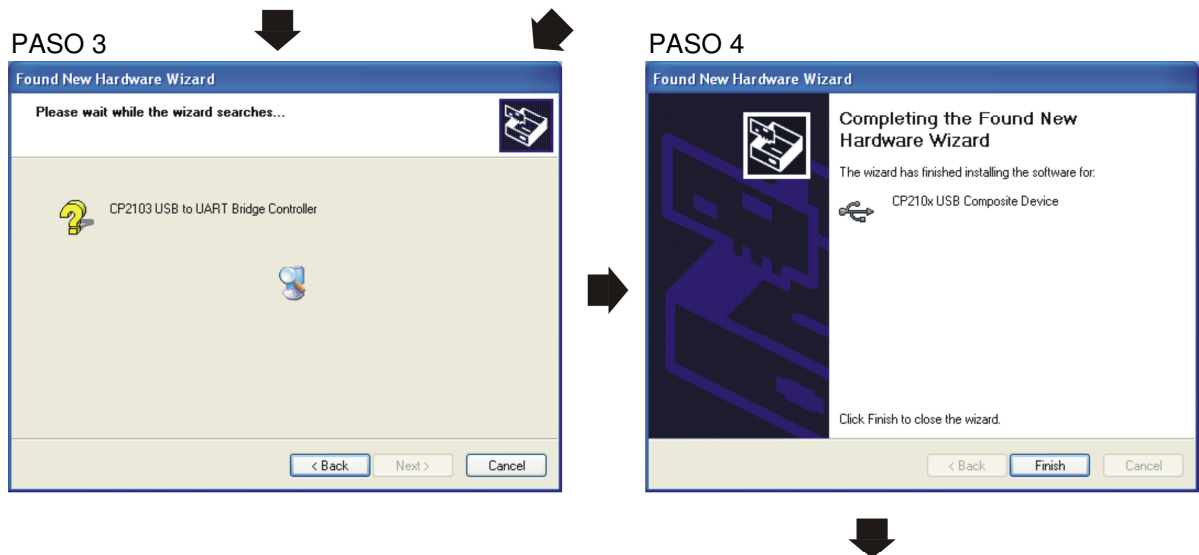 PASO 3
Found New Hardware Wizard
Please wait while the wizard searches...
CP2103 USB to UART Bridge Controller
< Back
Next >
Cancel
PASO 4
Found New Hardware Wizard
Completing the Found New
Hardware Wizard
The wizard has finished installing the software for:
CP210x USB Composite Device
Click Finish to close the wizard.
< Back
Finish
Cancel